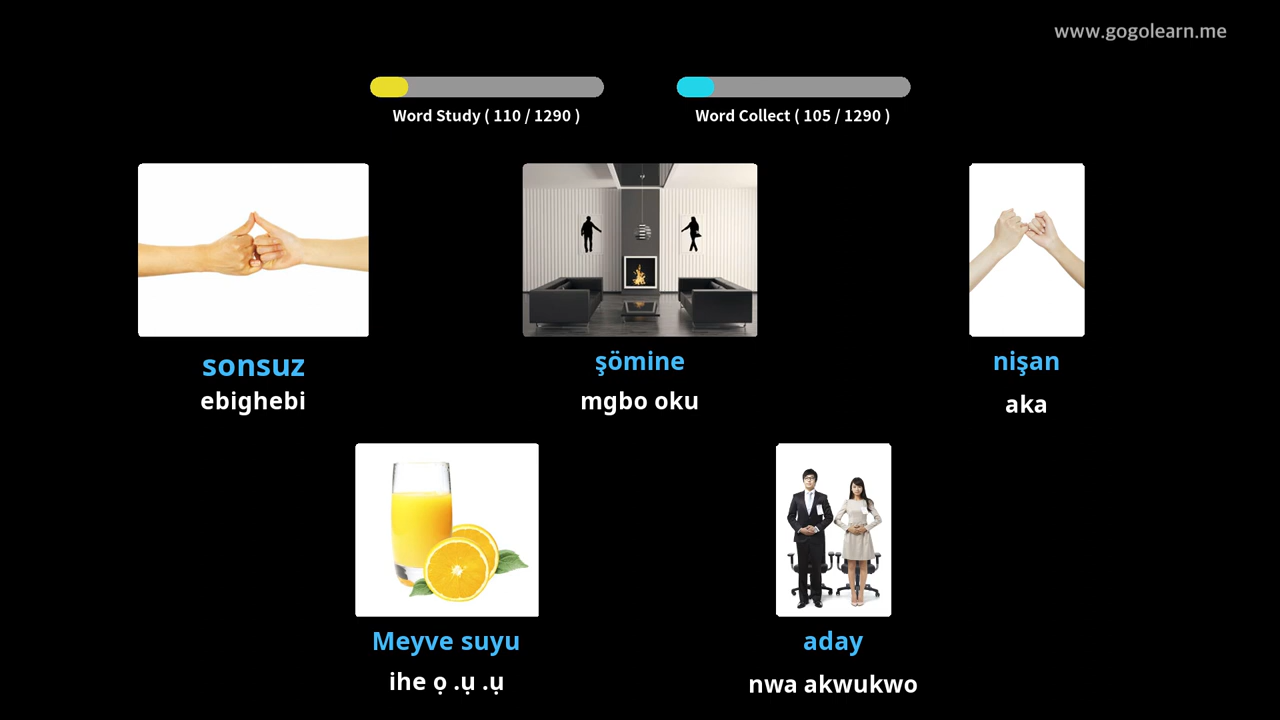 www.gogolearn.me
Word Study ( 110 / 1290 )
Word Collect ( 105 / 1290 )
sonsuz
ebighebi
şömine
mgbo oku
nişan
aka
Meyve suyu
ihe ọ .ụ .ụ
aday
nwa akwukwo